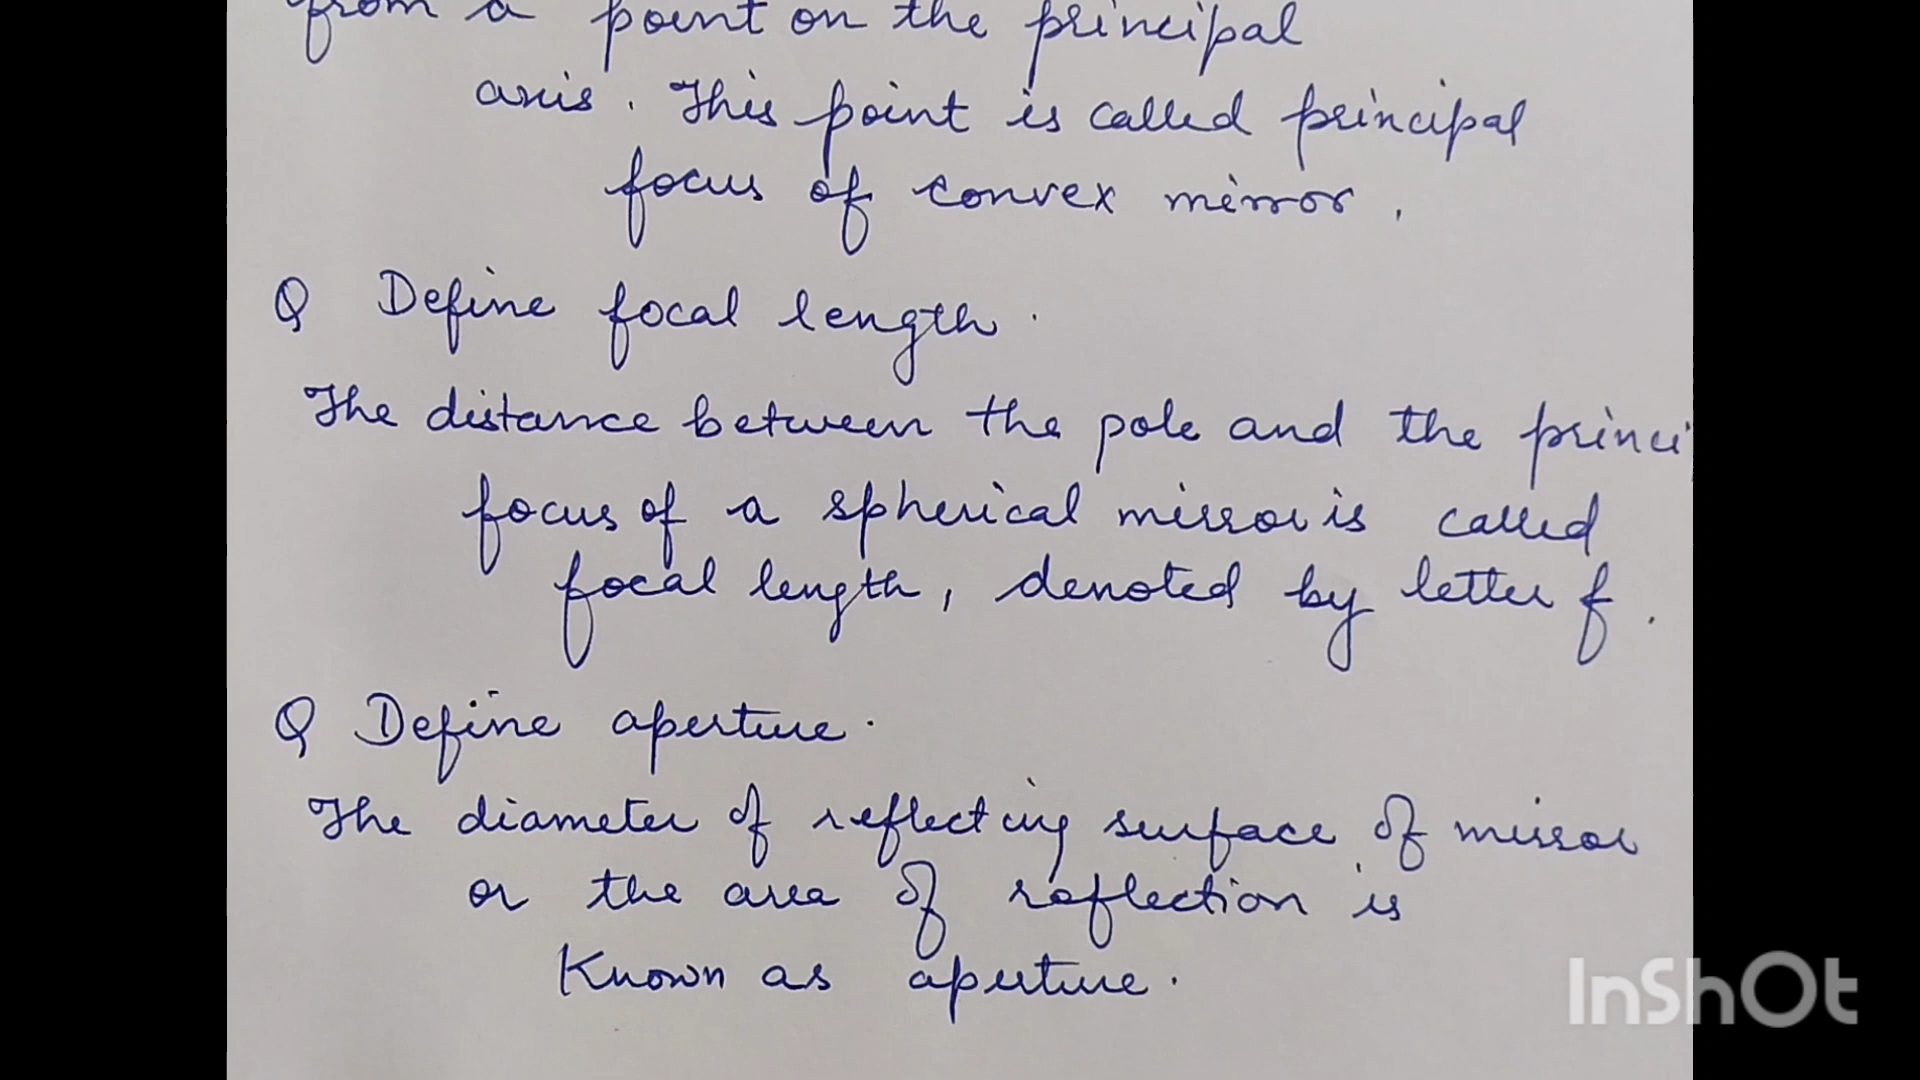 from a point on the principal
axis. This point is called principal
focus of convex mirror.
Q Define focal length.
The distance between the pole and the princi
focus of a spherical mirror is called
focal length, denoted by letter f.
Q Define aperture.
The diameter of reflecting surface of mirror
or the area of reflection is
Known as aperture.
InShOt